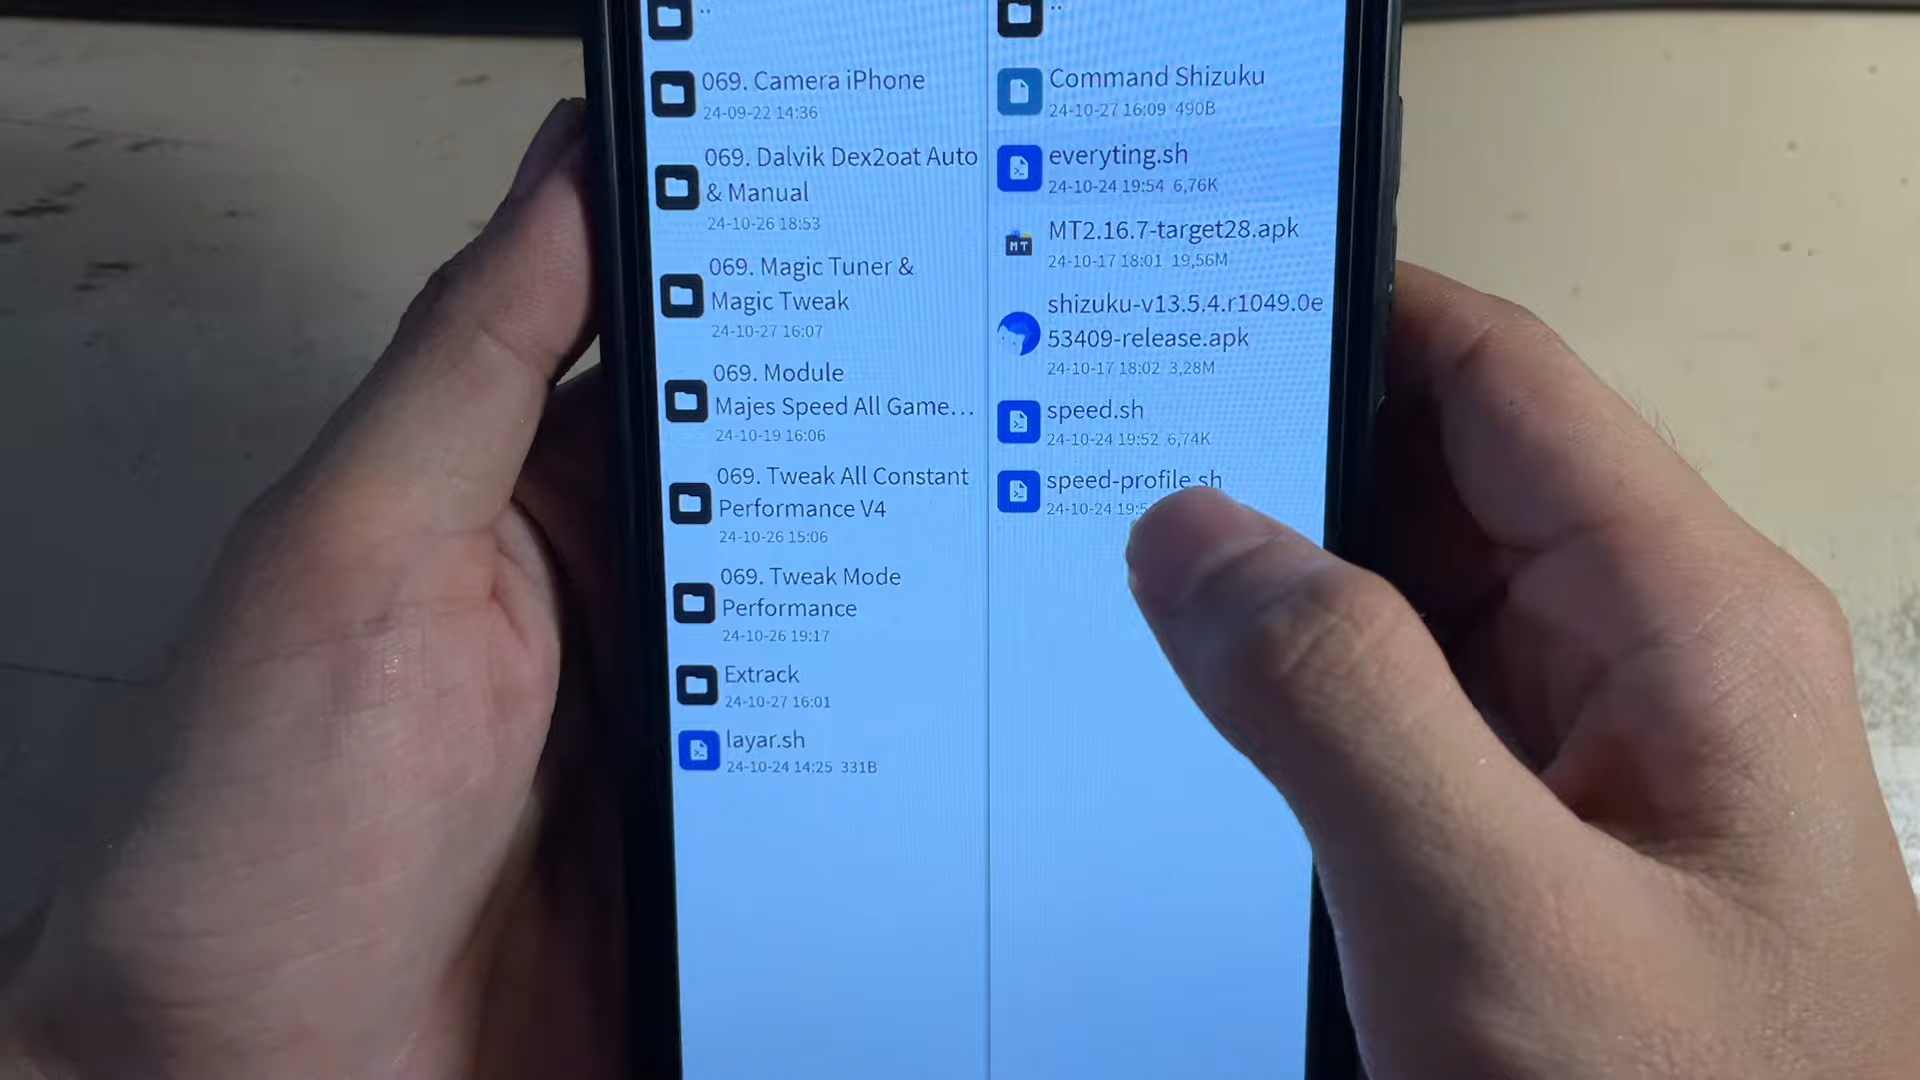 ..
069. Camera iPhone
24-09-22 14:36
069. Dalvik Dex2oat Auto
& Manual
24-10-26 18:53
069. Magic Tuner &
Magic Tweak
24-10-27 16:07
069. Module
Majes Speed All Game...
24-10-19 16:06
069. Tweak All Constant
Performance V4
24-10-26 15:06
069. Tweak Mode
Performance
24-10-26 19:17
Extrack
24-10-27 16:01
layar.sh
24-10-24 14:25 331B
..
Command Shizuku
24-10-27 16:09 490B
everyting.sh
24-10-24 19:54 6,76K
MT
MT2.16.7-target28.apk
24-10-17 18:01 19,56M
shizuku-v13.5.4.r1049.0e
53409-release.apk
24-10-17 18:02 3,28M
speed.sh
24-10-24 19:52 6,74K
speed-profile.sh
24-10-24